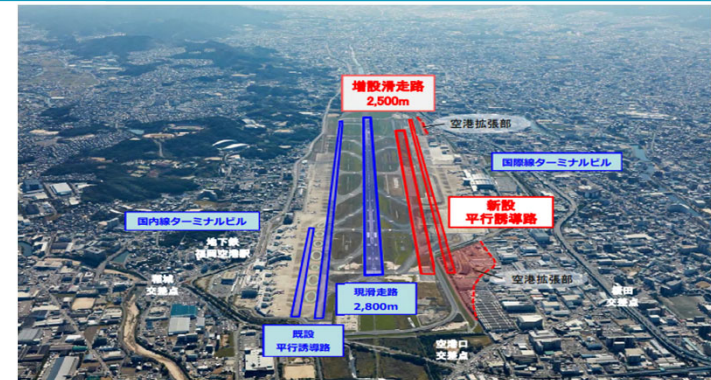 増設滑走路
2,500m
空港拡張部
国際線ターミナルビル
新設
平行誘導路
国内線ターミナルビル
地下鉄
福岡空港駅
空港拡張部
交差点
現滑走路
2,800m
交差点
既設
平行誘導路
空港口
交差点